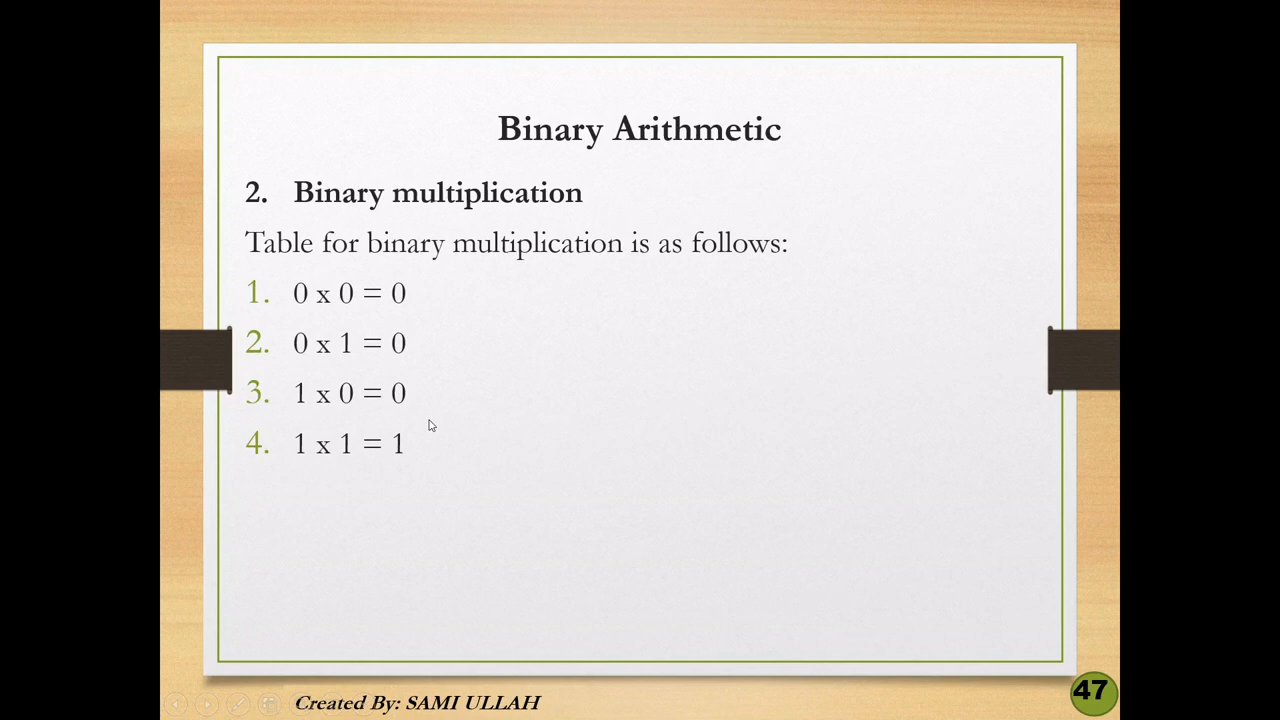 Binary Arithmetic
2. Binary multiplication
Table for binary multiplication is as follows:
1. 0 x 0 = 0
2. 0 x 1 = 0
3. 1 x 0 = 0
4. 1 x 1 = 1
Created By: SAMI ULLAH
47